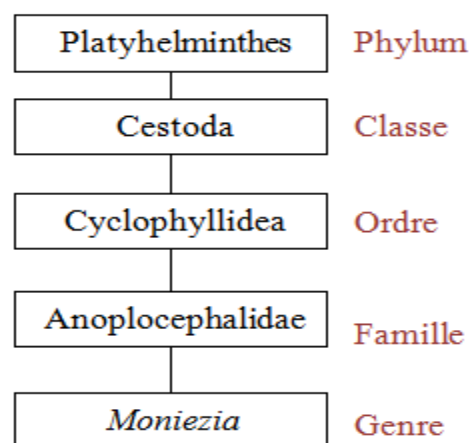 Platyhelminthes Phylum
Cestoda Classe
Cyclophyllidea Ordre
Anoplocephalidae Famille
Moniezia Genre